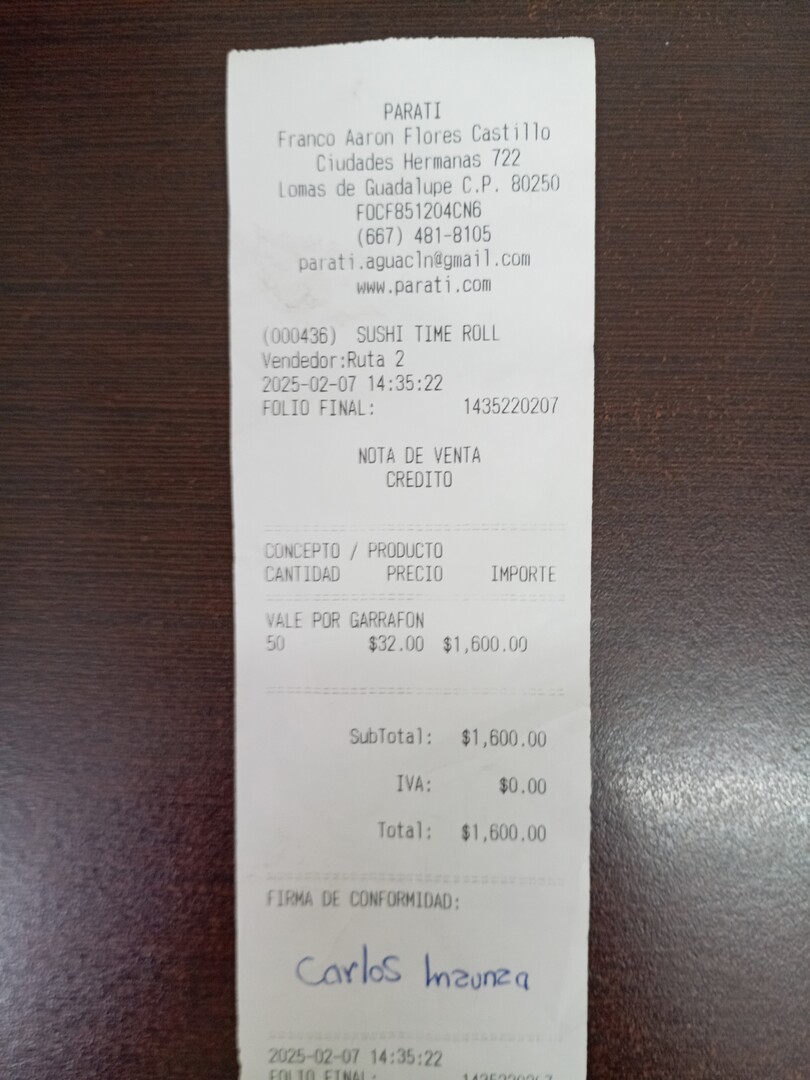 PARATI
Franco Aaron Flores Castillo
Ciudades Hermanas 722
Lomas de Guadalupe C.P. 80250
FOCF851204CN6
(667) 481-8105
parati.aguacln@gmail.com
www.parati.com
(000436) SUSHI TIME ROLL
Vendedor:Ruta 2
2025-02-07 14:35:22
FOLIO FINAL: 1435220207
NOTA DE VENTA
CREDITO
CONCEPTO / PRODUCTO
CANTIDAD PRECIO IMPORTE
VALE POR GARRAFON
50 $32.00 $1,600.00
SubTotal: $1,600.00
IVA: $0.00
Total: $1,600.00
FIRMA DE CONFORMIDAD:
Carlos Inzunza
2025-02-07 14:35:22
FOLIO FINAL: